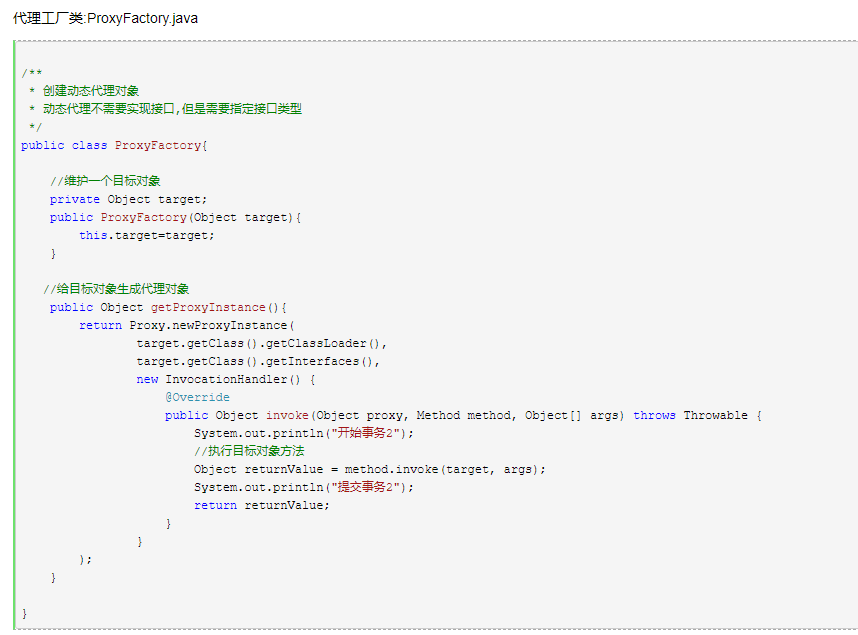 代理工厂类:ProxyFactory.java
/**
 * 创建动态代理对象
 * 动态代理不需要实现接口,但是需要指定接口类型
 */
public class ProxyFactory{
    //维护一个目标对象
    private Object target;
    public ProxyFactory(Object target){
        this.target=target;
    }
   //给目标对象生成代理对象
    public Object getProxyInstance(){
        return Proxy.newProxyInstance(
                target.getClass().getClassLoader(),
                target.getClass().getInterfaces(),
                new InvocationHandler() {
                    @Override
                    public Object invoke(Object proxy, Method method, Object[] args) throws Throwable {
                        System.out.println("开始事务2");
                        //执行目标对象方法
                        Object returnValue = method.invoke(target, args);
                        System.out.println("提交事务2");
                        return returnValue;
                    }
                }
        );
    }
}